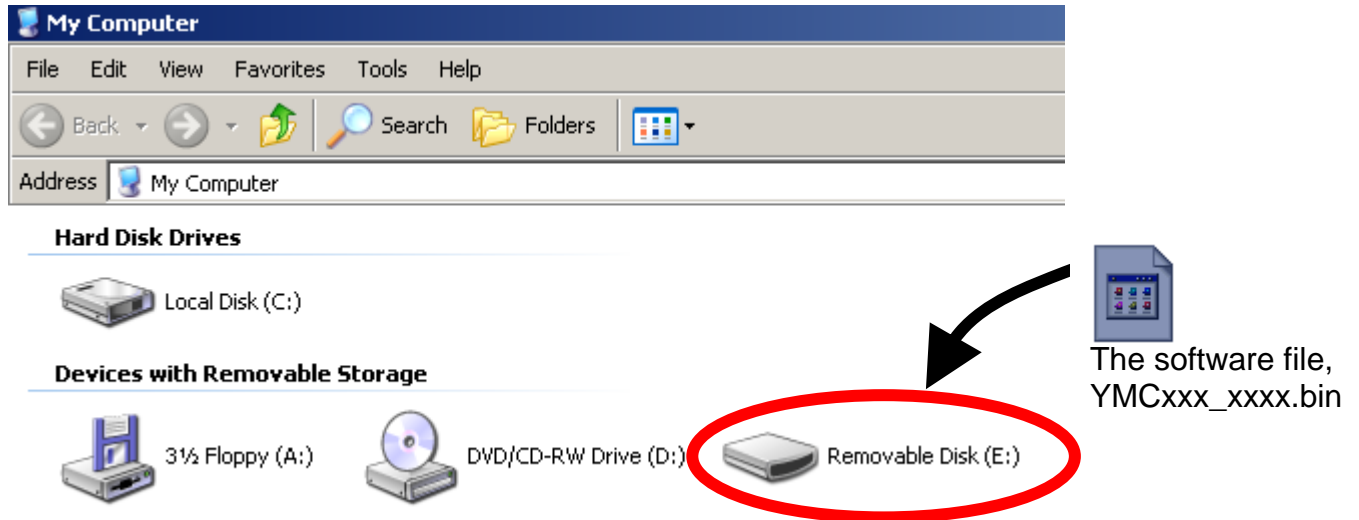 My Computer
File Edit View Favorites Tools Help
Back Search Folders
Address My Computer
Hard Disk Drives
Local Disk (C:)
The software file,
YMCxxx_xxxx.bin
Devices with Removable Storage
3½ Floppy (A:) DVD/CD-RW Drive (D:) Removable Disk (E:)